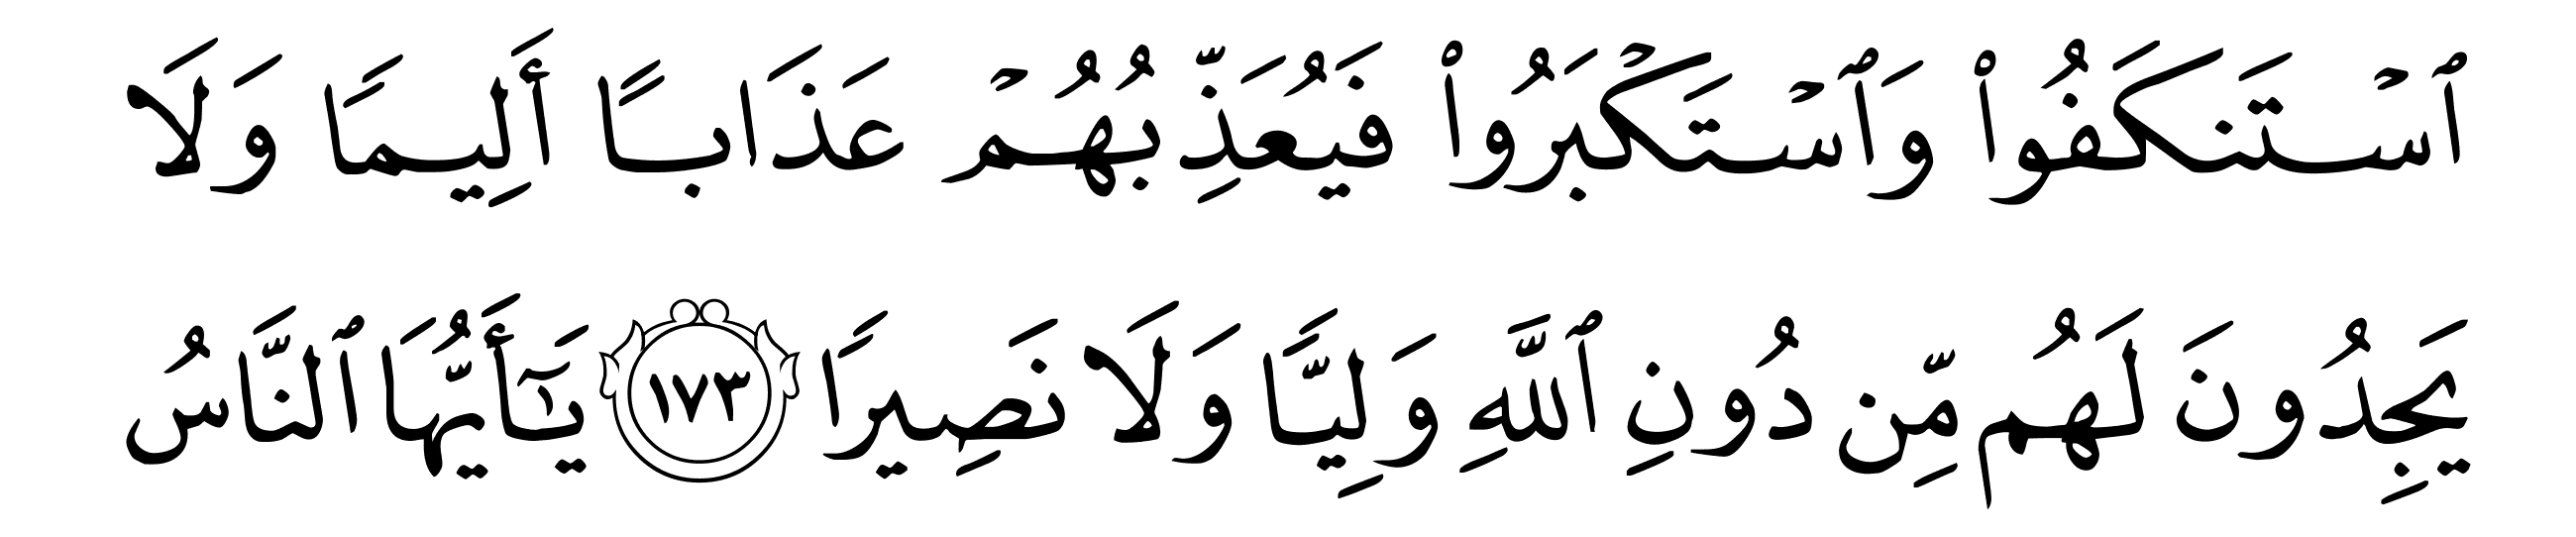 ٱسۡتَنكَفُواْ وَٱسۡتَكۡبَرُواْ فَيُعَذِّبُهُمۡ عَذَابًا أَلِيمًا وَلَا
يَجِدُونَ لَهُم مِّن دُونِ ٱللَّهِ وَلِيًّا وَلَا نَصِيرًا ١٧٣ يَٰٓأَيُّهَا ٱلنَّاسُ